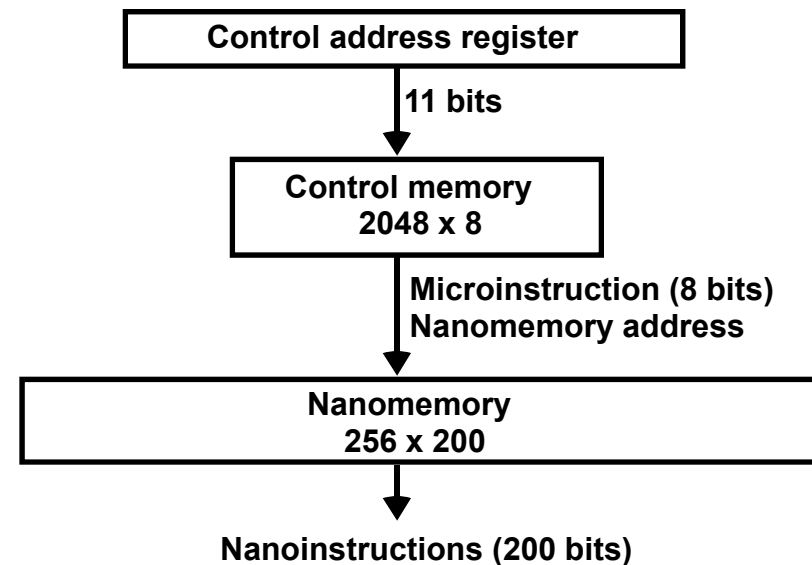 Control address register
11 bits
Control memory
2048 x 8
Microinstruction (8 bits)
Nanomemory address
Nanomemory
256 x 200
Nanoinstructions (200 bits)